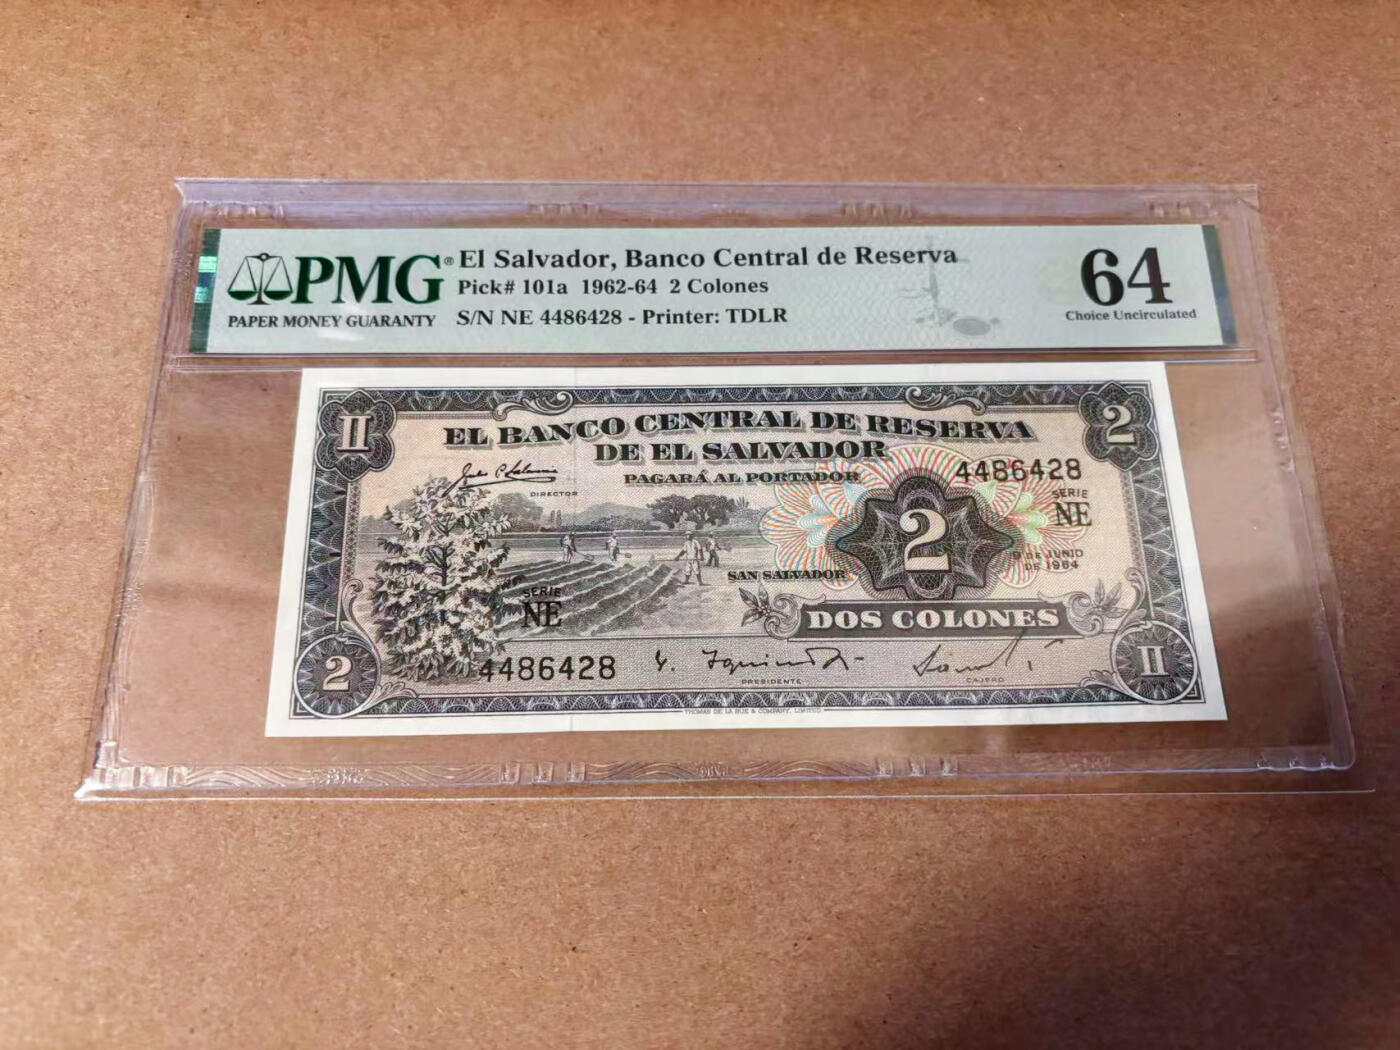 PMG® El Salvador, Banco Central de Reserva
Pick# 101a 1962-64 2 Colones
PAPER MONEY GUARANTY S/N NE 4486428 - Printer: TDLR
64
Choice Uncirculated
II
2
EL BANCO CENTRAL DE RESERVA
DE EL SALVADOR
PAGARÁ AL PORTADOR
4486428
DIRECTOR
SERIE
NE
2
9 DE JUNIO
DE 1964
SAN SALVADOR
SERIE
NE
DOS COLONES
2
4486428
PRESIDENTE
CAJERO
II
THOMAS DE LA RUE & COMPANY, LIMITED